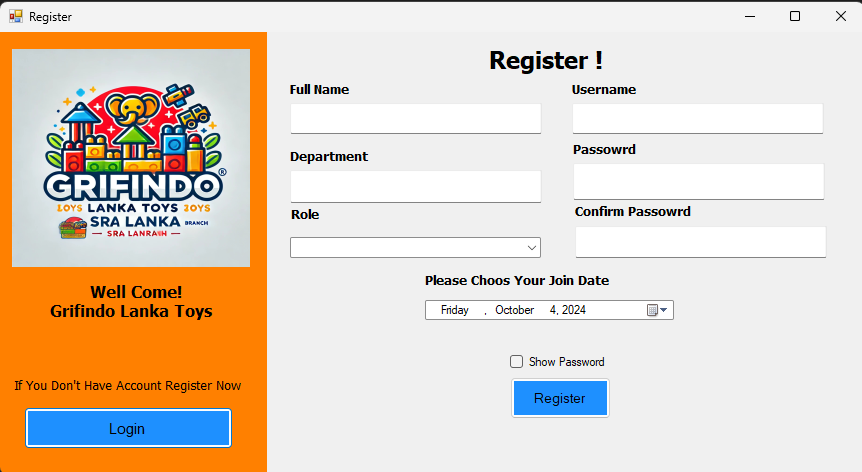 Register
GRIFINDO®
LOYS LANKA TOYS 3OYS
SRA LANKA BRANCH
SRA LANRAIH
Well Come!
Grifindo Lanka Toys
If You Don't Have Account Register Now
Login
Register !
Full Name
Username
Department
Passowrd
Role
Confirm Passowrd
Please Choos Your Join Date
Friday , October 4, 2024
Show Password
Register